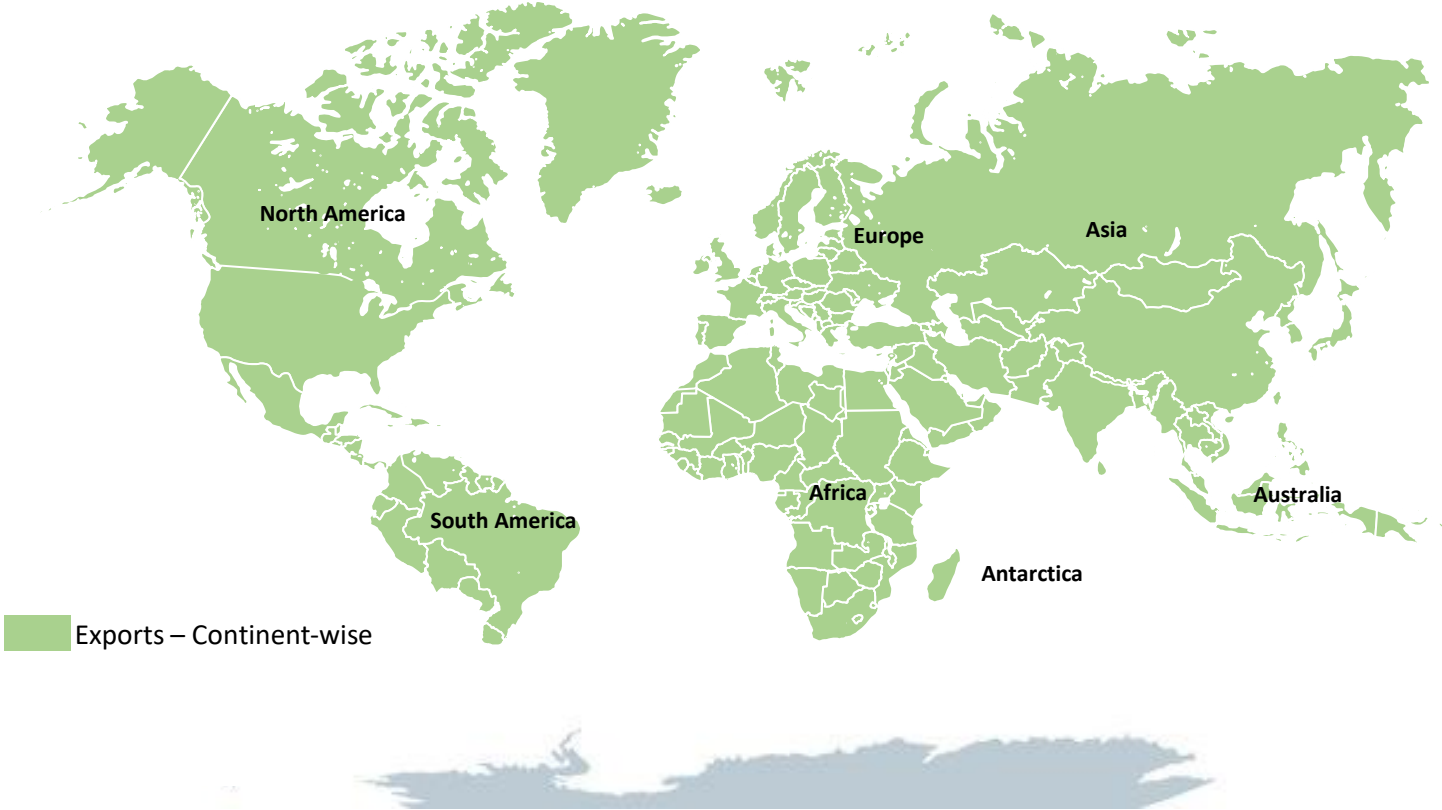 North America
Europe
Asia
Africa
Australia
South America
Antarctica
Exports – Continent-wise